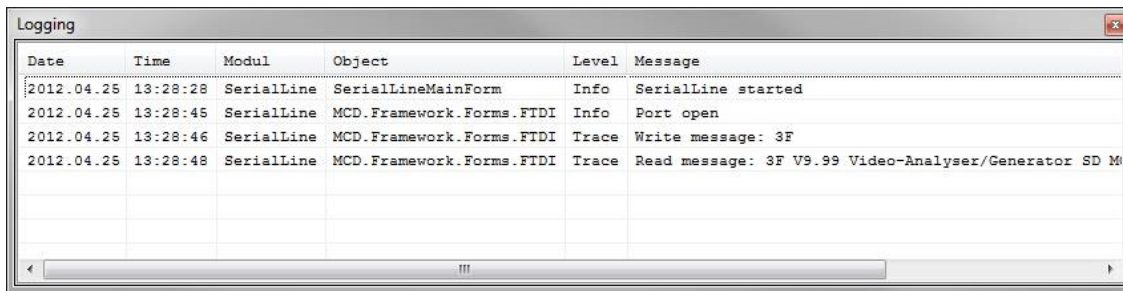 Logging
Date Time Modul Object Level Message
2012.04.25 13:28:28 SerialLine SerialLineMainForm Info SerialLine started
2012.04.25 13:28:45 SerialLine MCD.Framework.Forms.FTDI Info Port open
2012.04.25 13:28:46 SerialLine MCD.Framework.Forms.FTDI Trace Write message: 3F
2012.04.25 13:28:48 SerialLine MCD.Framework.Forms.FTDI Trace Read message: 3F V9.99 Video-Analyser/Generator SD